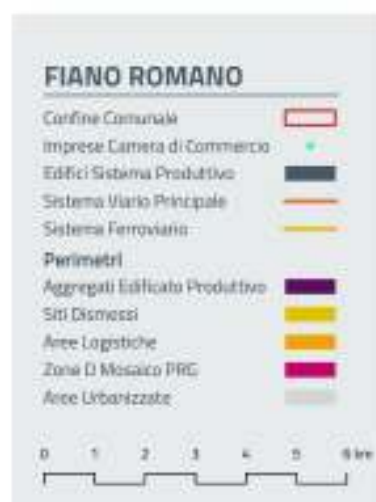 FIANO ROMANO
Confine Comunale
Imprese Camera di Commercio
Edifici Sistema Produttivo
Sistema Viario Principale
Sistema Ferroviario
Perimetri
Aggregati Edificato Produttivo
Siti Dismessi
Aree Logistiche
Zone D Mosaico PRG
Aree Urbanizzate
0 1 2 3 4 5 6 km